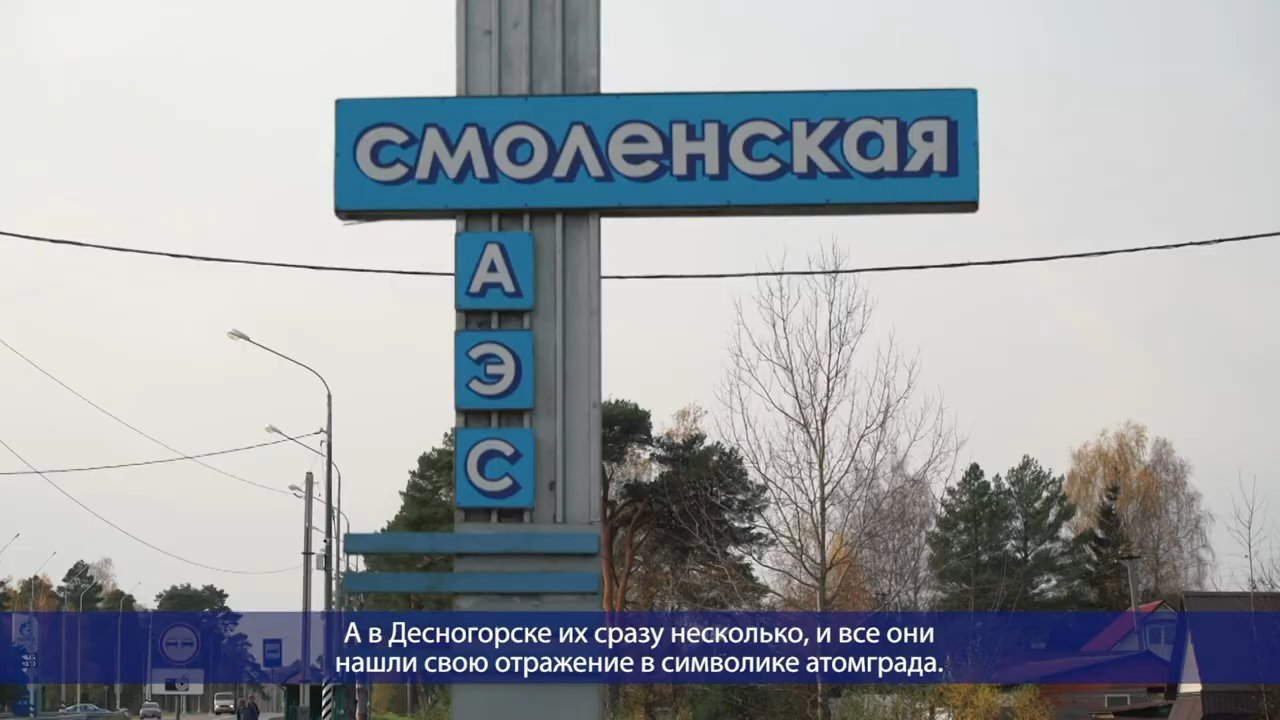 смоленская
А
Э
С
А в Десногорске их сразу несколько, и все они
нашли свою отражение в символике атомграда.